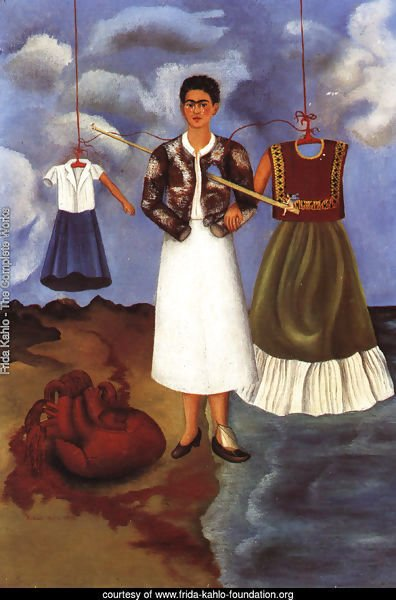 Frida Kahlo - The Complete Works
courtesy of www.frida-kahlo-foundation.org